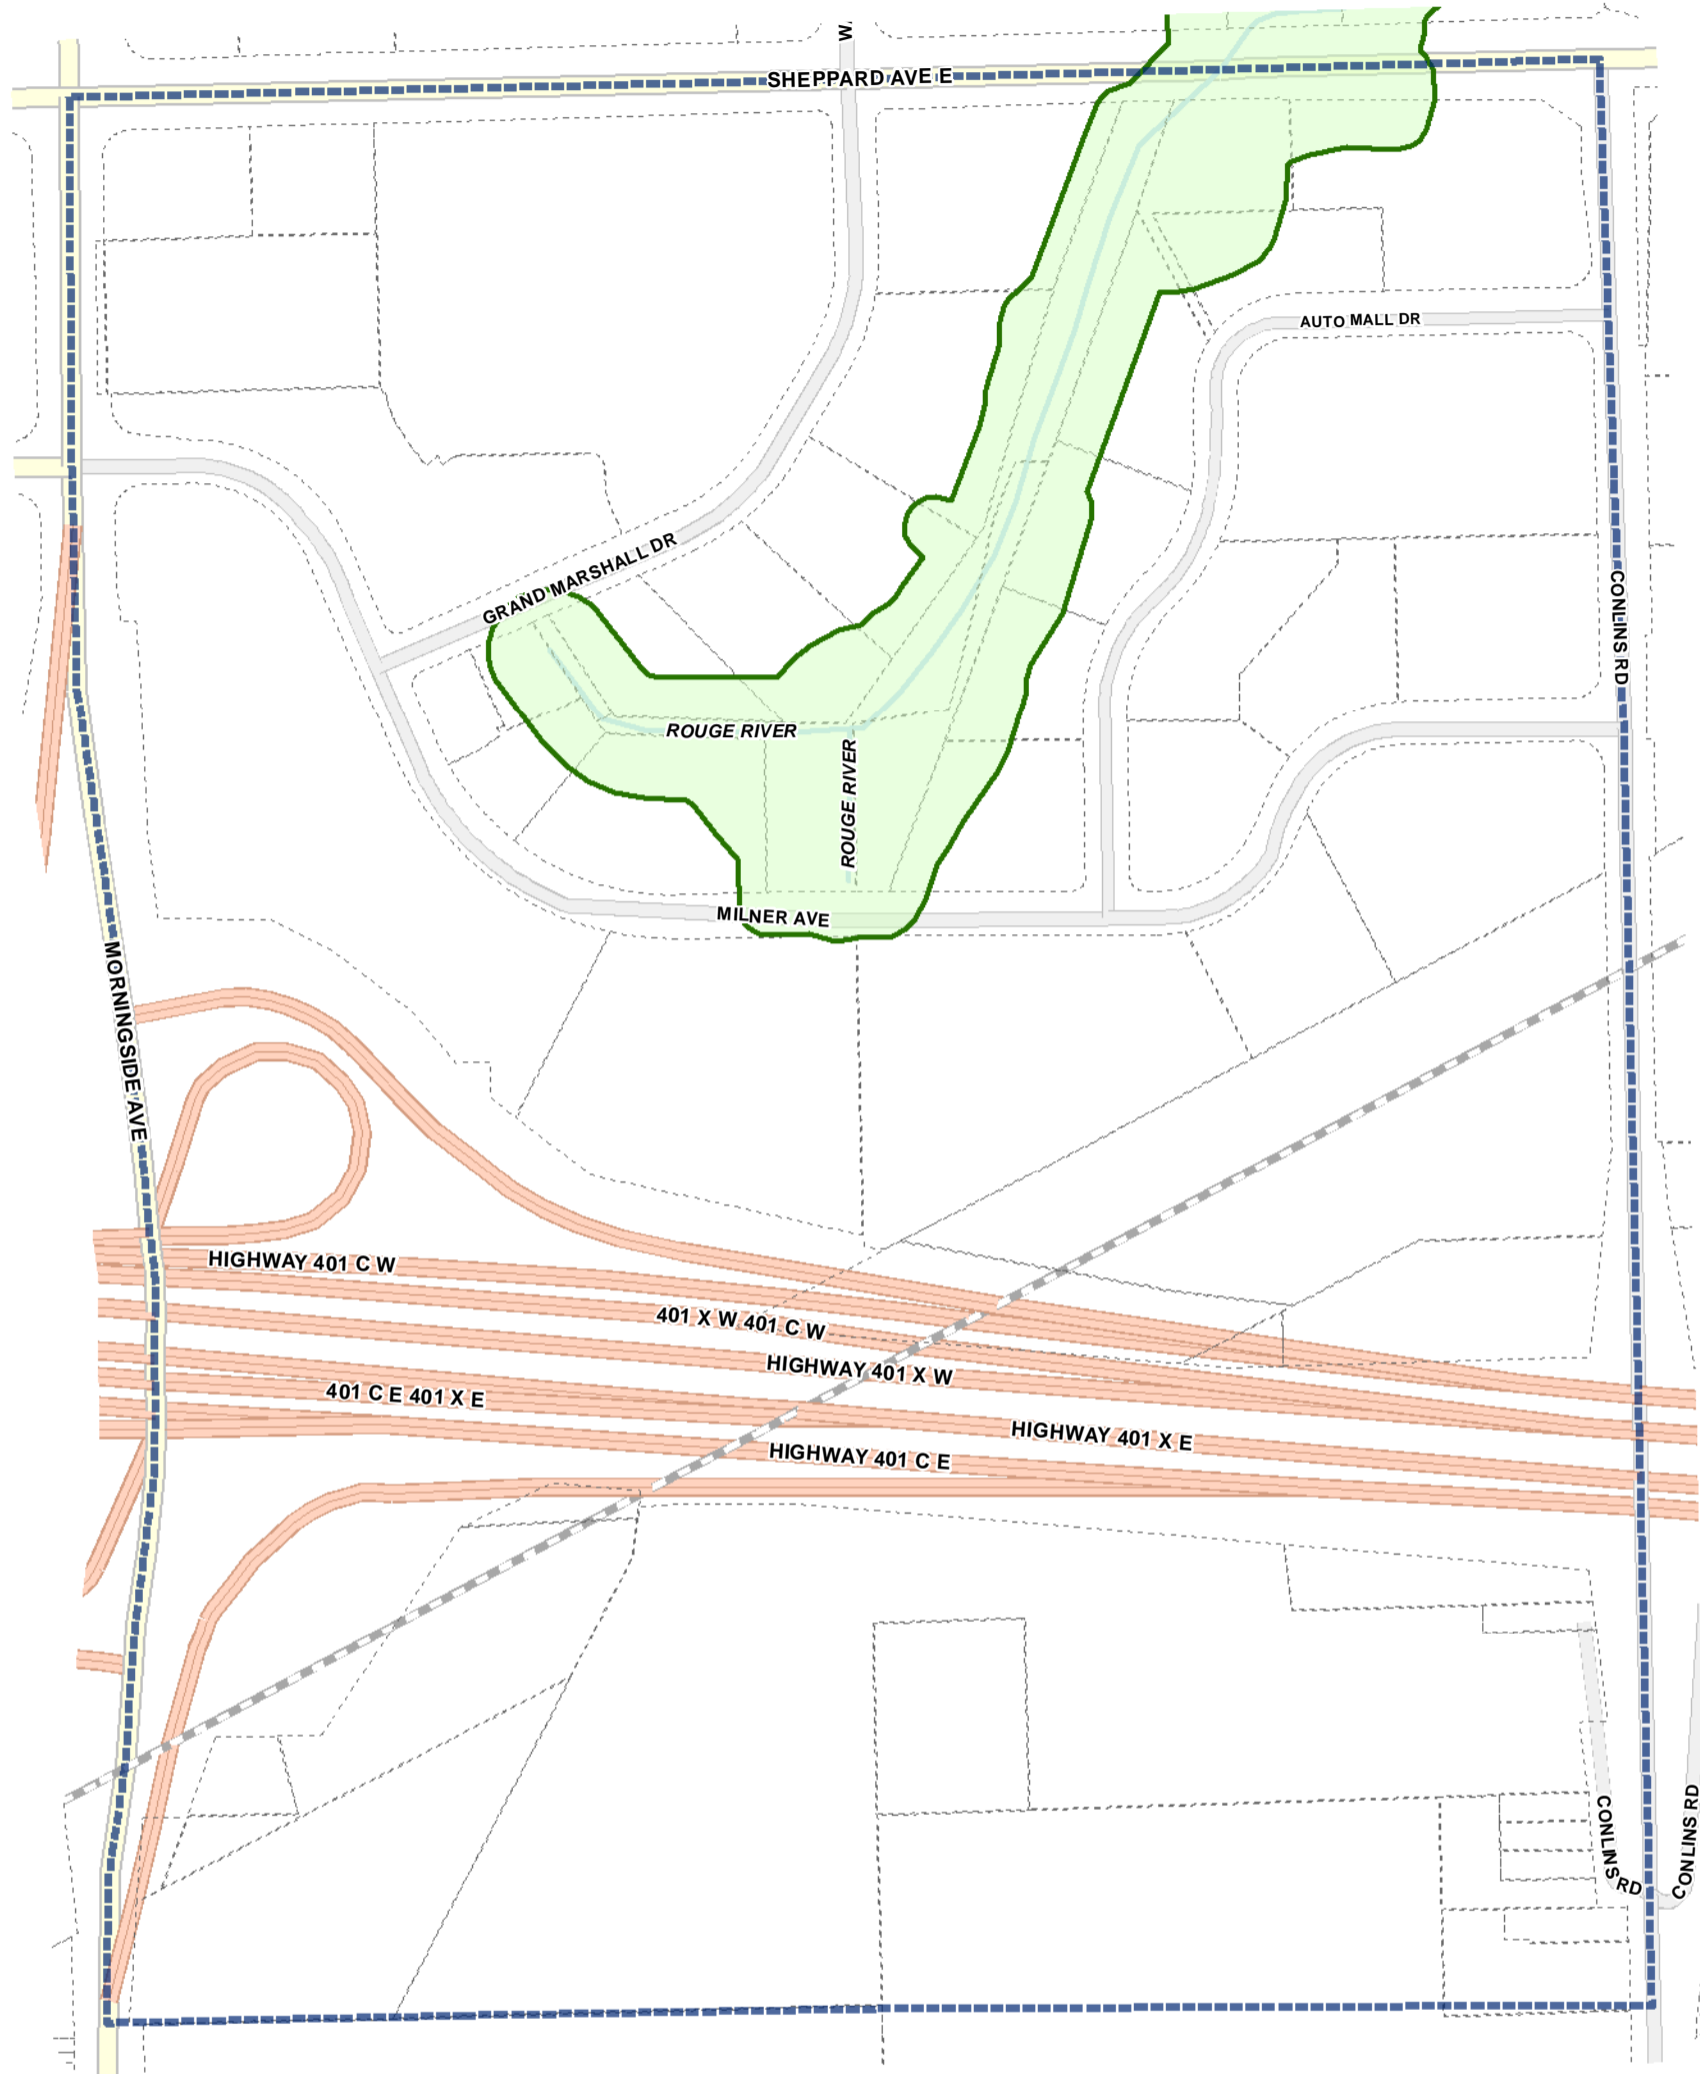 W
SHEPPARD AVE E
AUTO MALL DR
GRAND MARSHALL DR
CONLINS RD
ROUGE RIVER
ROUGE RIVER
MILNER AVE
MORNINGSIDE AVE
HIGHWAY 401 C W
401 X W 401 C W
HIGHWAY 401 X W
401 C E 401 X E
HIGHWAY 401 X E
HIGHWAY 401 C E
CONLINS RD
CONLINS RD